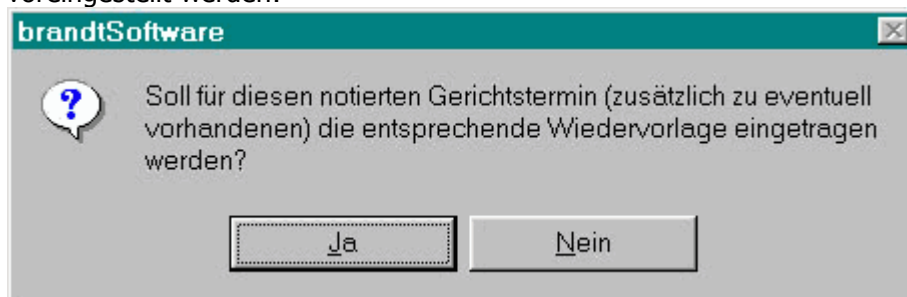 voreingestellt werden.
brandtSoftware
Soll für diesen notierten Gerichtstermin (zusätzlich zu eventuell
vorhandenen) die entsprechende Wiedervorlage eingetragen
werden?
Ja
Nein